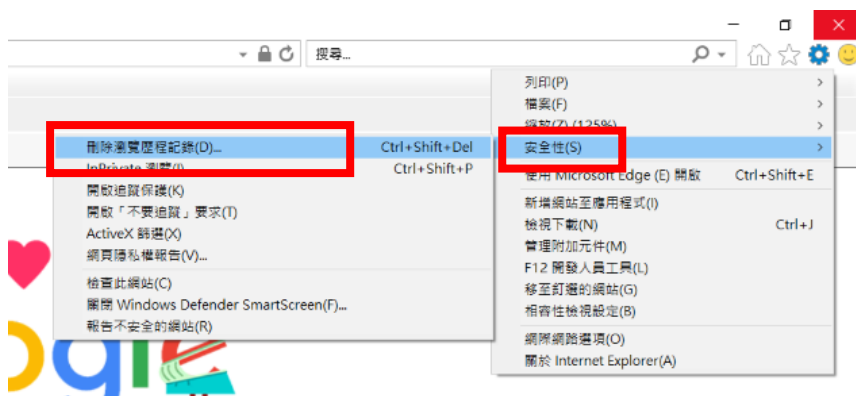 搜尋...
列印(P)
檔案(F)
縮放(Z) (125%)
安全性(S)
使用 Microsoft Edge (E) 開啟 Ctrl+Shift+E
新增網站至應用程式(I)
檢視下載(N) Ctrl+J
管理附加元件(M)
F12 開發人員工具(L)
移至釘選的網站(G)
相容性檢視設定(B)
網際網路選項(O)
關於 Internet Explorer(A)
刪除瀏覽歷程記錄(D)... Ctrl+Shift+Del
InPrivate 瀏覽(I) Ctrl+Shift+P
開啟追蹤保護(K)
開啟「不要追蹤」要求(T)
ActiveX 篩選(X)
網頁隱私權報告(V)...
檢查此網站(C)
關閉 Windows Defender SmartScreen(F)...
報告不安全的網站(R)